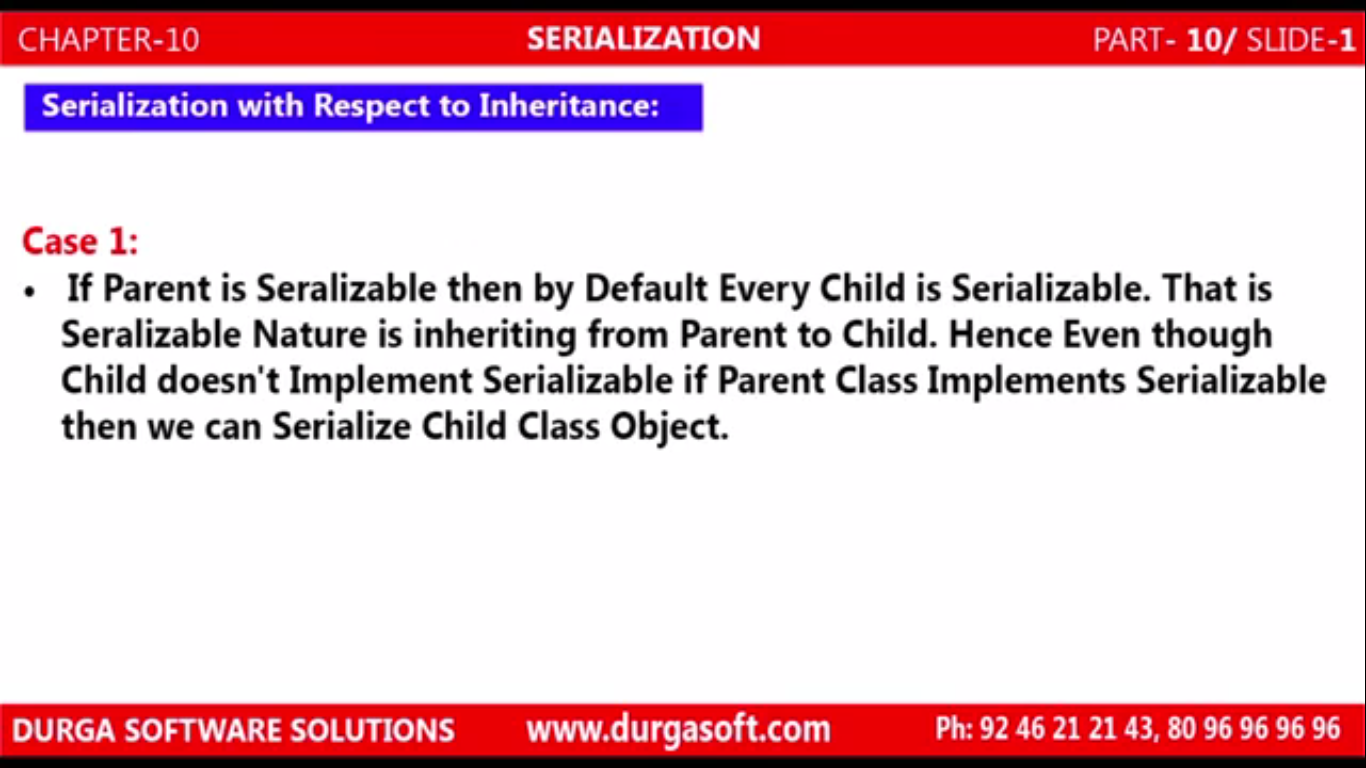 CHAPTER-10 SERIALIZATION PART- 10/ SLIDE-1
Serialization with Respect to Inheritance:
Case 1:
• If Parent is Seralizable then by Default Every Child is Serializable. That is
Seralizable Nature is inheriting from Parent to Child. Hence Even though
Child doesn't Implement Serializable if Parent Class Implements Serializable
then we can Serialize Child Class Object.
DURGA SOFTWARE SOLUTIONS www.durgasoft.com Ph: 92 46 21 21 43, 80 96 96 96 96